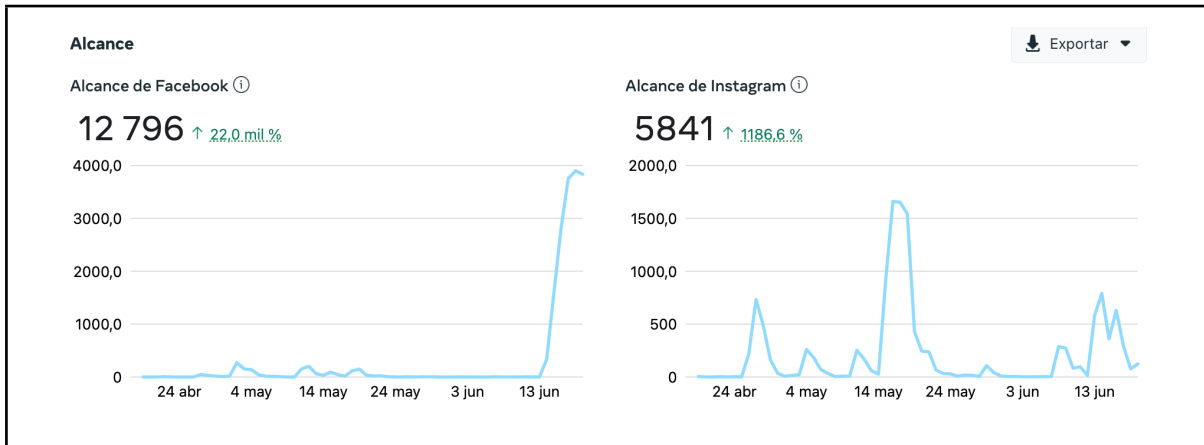 Alcance
Exportar
Alcance de Facebook
12 796 ↑ 22,0 mil %
4000,0
3000,0
2000,0
1000,0
0
24 abr 4 may 14 may 24 may 3 jun 13 jun
Alcance de Instagram
5841 ↑ 1186,6 %
2000,0
1500,0
1000,0
500
0
24 abr 4 may 14 may 24 may 3 jun 13 jun